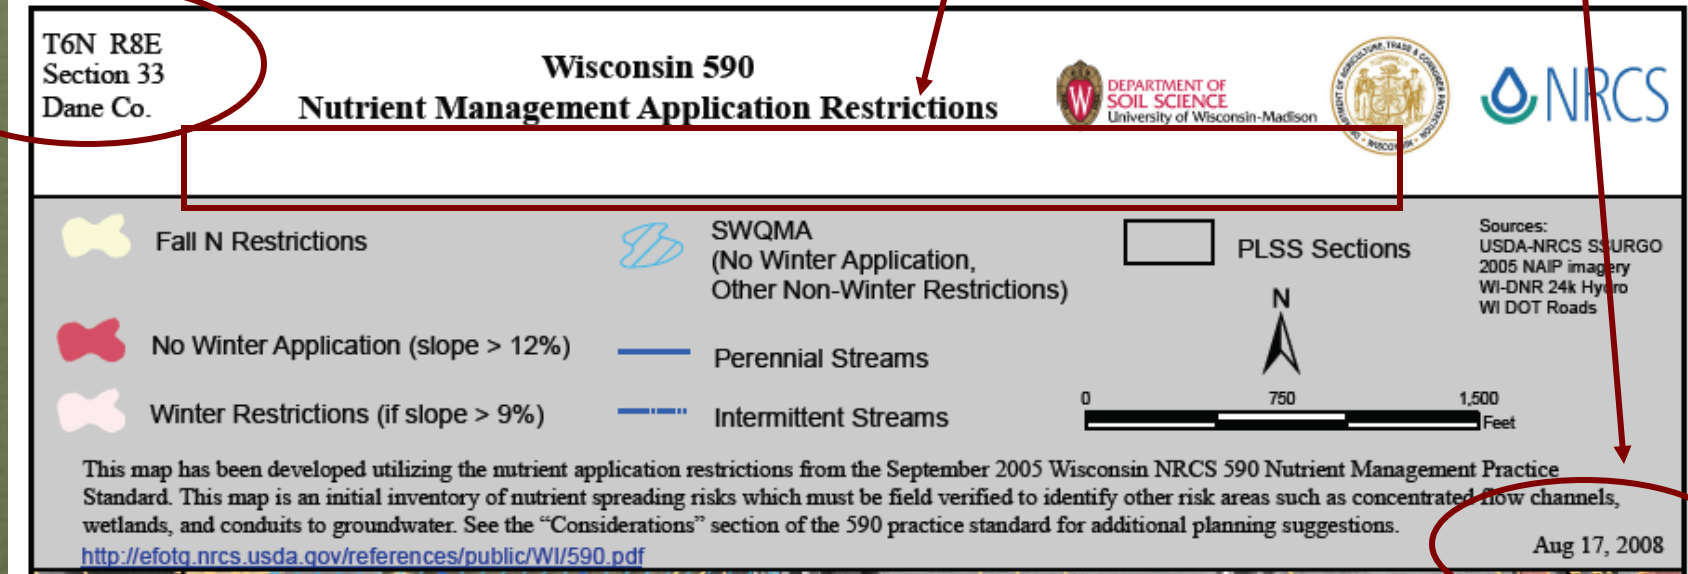 T6N R8E
Section 33
Dane Co.
Wisconsin 590
Nutrient Management Application Restrictions
W
DEPARTMENT OF
SOIL SCIENCE
University of Wisconsin-Madison
DEPARTMENT OF AGRICULTURE, TRADE & CONSUMER PROTECTION
WISCONSIN
NRCS
Fall N Restrictions
No Winter Application (slope > 12%)
Winter Restrictions (if slope > 9%)
SWQMA
(No Winter Application,
Other Non-Winter Restrictions)
Perennial Streams
Intermittent Streams
PLSS Sections
N
0 750 1,500
Feet
Sources:
USDA-NRCS SSURGO
2005 NAIP imagery
WI-DNR 24k Hydro
WI DOT Roads
This map has been developed utilizing the nutrient application restrictions from the September 2005 Wisconsin NRCS 590 Nutrient Management Practice
Standard. This map is an initial inventory of nutrient spreading risks which must be field verified to identify other risk areas such as concentrated flow channels,
wetlands, and conduits to groundwater. See the “Considerations” section of the 590 practice standard for additional planning suggestions.
http://efotg.nrcs.usda.gov/references/public/WI/590.pdf
Aug 17, 2008